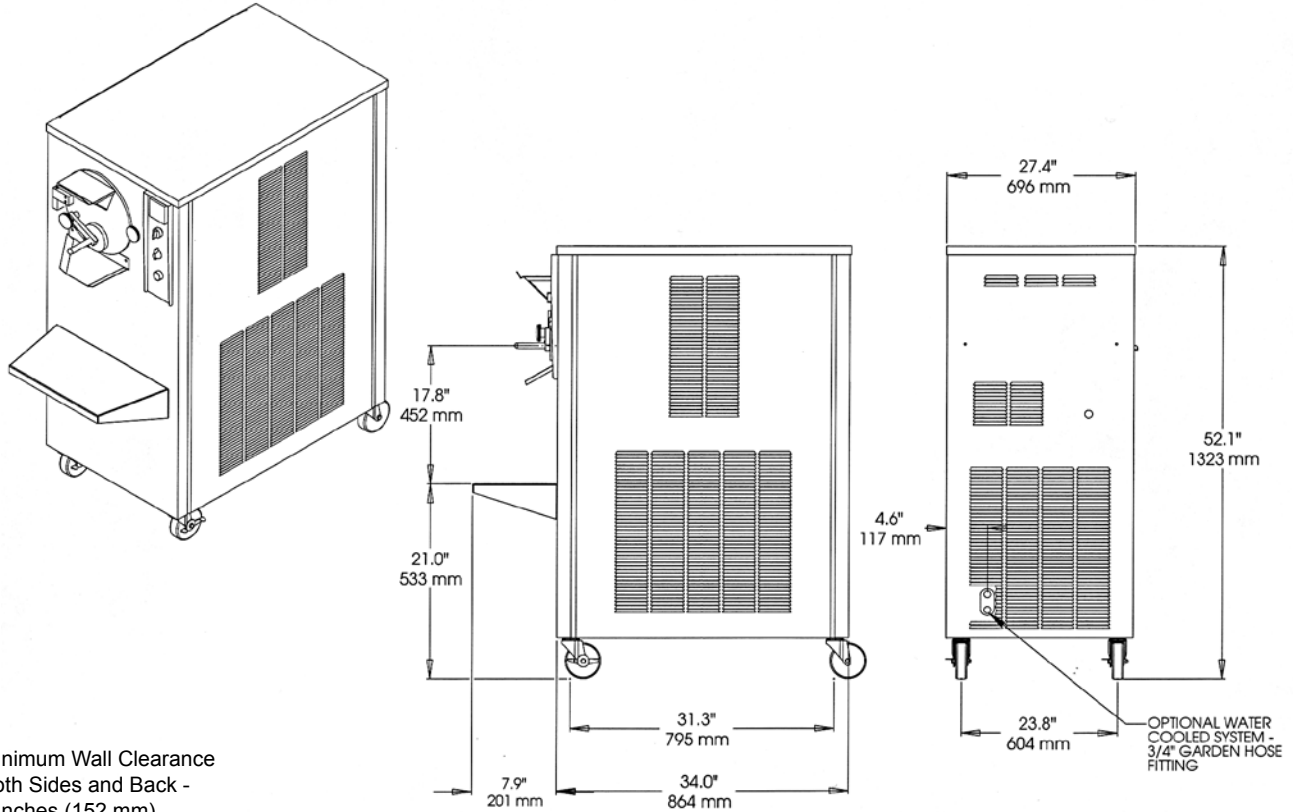 27.4"
696 mm
17.8"
452 mm
52.1"
1323 mm
4.6"
117 mm
21.0"
533 mm
31.3"
795 mm
23.8"
604 mm
OPTIONAL WATER
COOLED SYSTEM -
3/4" GARDEN HOSE
FITTING
7.9"
201 mm
34.0"
864 mm
nimum Wall Clearance
oth Sides and Back -
nches (152 mm)